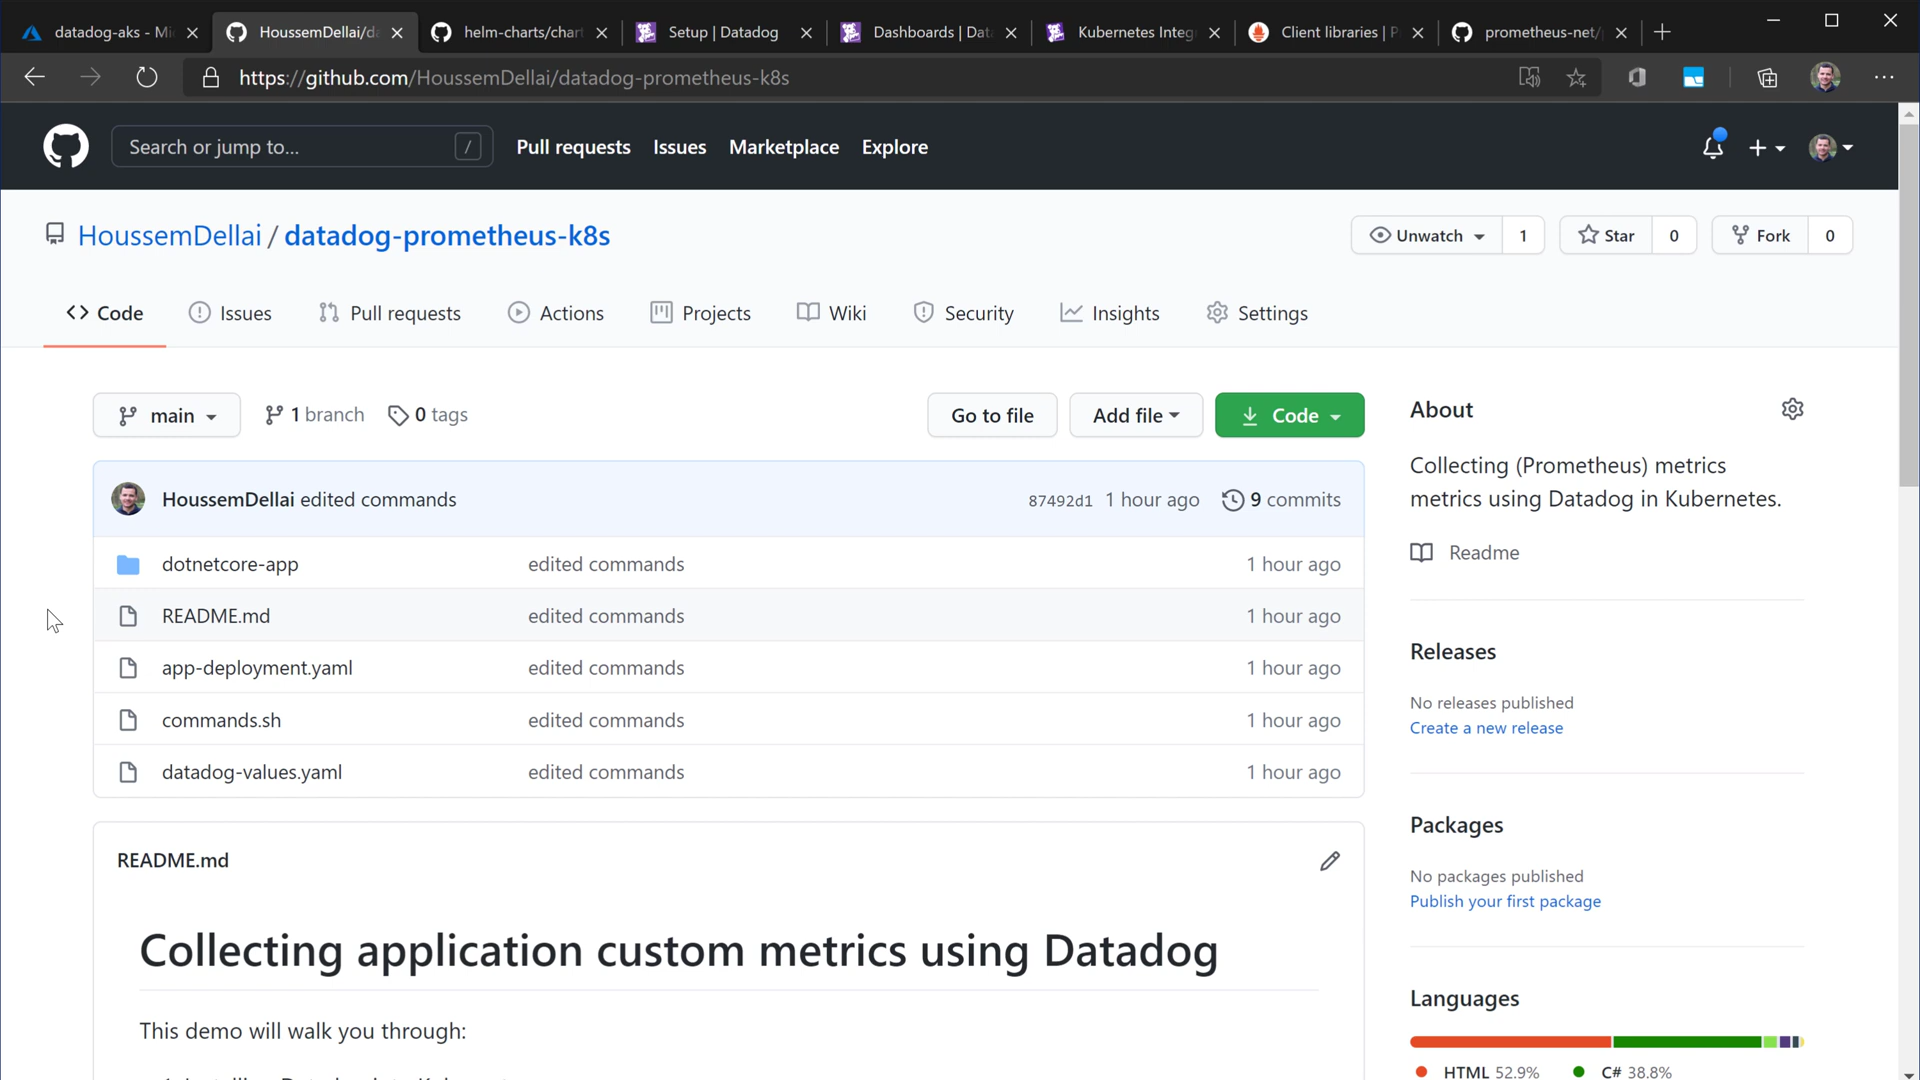 datadog-aks - Mi
HoussemDellai/da
helm-charts/chart
Setup | Datadog
Dashboards | Data
Kubernetes Integ
Client libraries | P
prometheus-net/
https://github.com/HoussemDellai/datadog-prometheus-k8s
Search or jump to...
/
Pull requests
Issues
Marketplace
Explore
HoussemDellai / datadog-prometheus-k8s
Unwatch 1
Star 0
Fork 0
Code
Issues
Pull requests
Actions
Projects
Wiki
Security
Insights
Settings
main
1 branch
0 tags
Go to file
Add file
Code
HoussemDellai edited commands 87492d1 1 hour ago 9 commits
dotnetcore-app edited commands 1 hour ago
README.md edited commands 1 hour ago
app-deployment.yaml edited commands 1 hour ago
commands.sh edited commands 1 hour ago
datadog-values.yaml edited commands 1 hour ago
README.md
Collecting application custom metrics using Datadog
This demo will walk you through:
About
Collecting (Prometheus) metrics
metrics using Datadog in Kubernetes.
Readme
Releases
No releases published
Create a new release
Packages
No packages published
Publish your first package
Languages
HTML 52.9% C# 38.8%